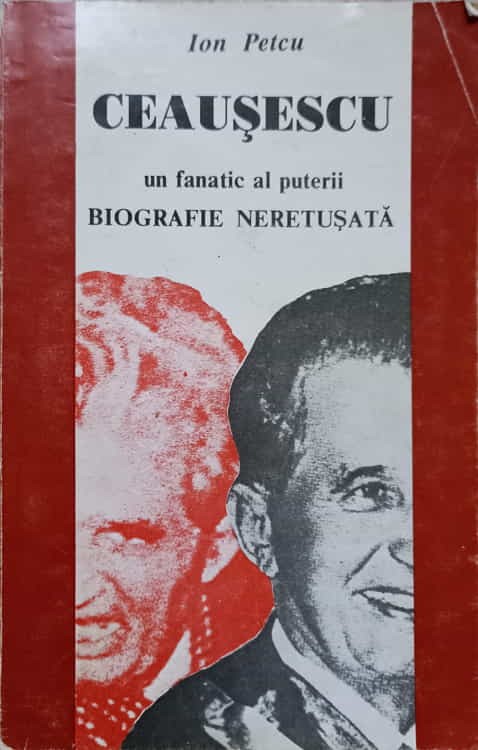 Ion Petcu
CEAUŞESCU
un fanatic al puterii
BIOGRAFIE NERETUŞATĂ